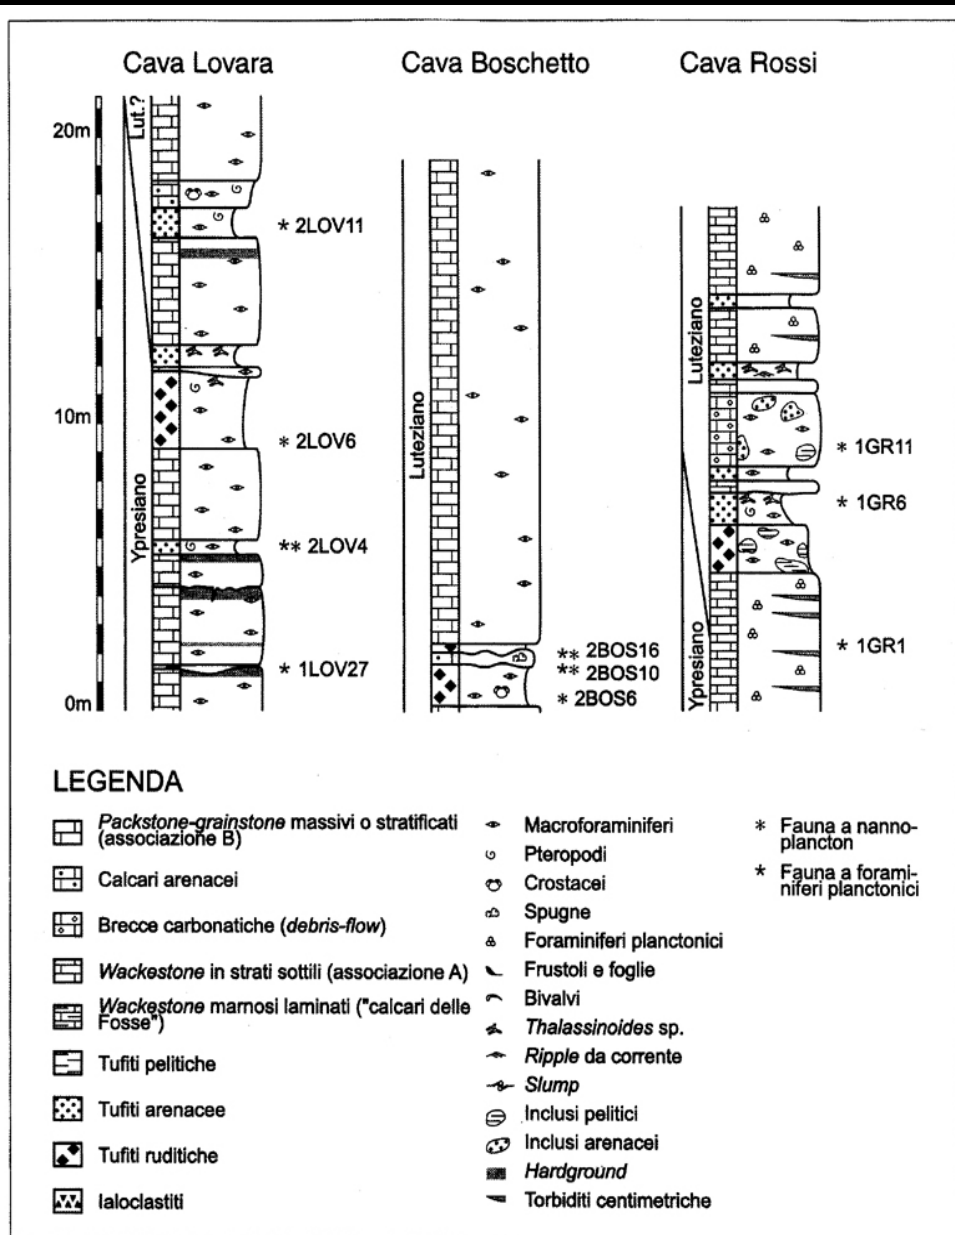 Cava Lovara
Cava Boschetto
Cava Rossi
20m
10m
0m
Lut.?
Ypresiano
* 2LOV11
* 2LOV6
** 2LOV4
* 1LOV27
Luteziano
** 2BOS16
** 2BOS10
* 2BOS6
Luteziano
Ypresiano
* 1GR11
* 1GR6
* 1GR1
LEGENDA
Packstone-grainstone massivi o stratificati
(associazione B)
Calcari arenacei
Brecce carbonatiche (debris-flow)
Wackestone in strati sottili (associazione A)
Wackestone marnosi laminati ("calcari delle
Fosse")
Tufiti pelitiche
Tufiti arenacee
Tufiti ruditiche
Ialoclastiti
Macroforaminiferi
Pteropodi
Crostacei
Spugne
Foraminiferi planctonici
Frustoli e foglie
Bivalvi
Thalassinoides sp.
Ripple da corrente
Slump
Inclusi pelitici
Inclusi arenacei
Hardground
Torbiditi centimetriche
* Fauna a nanno-
plancton
* Fauna a forami-
niferi planctonici